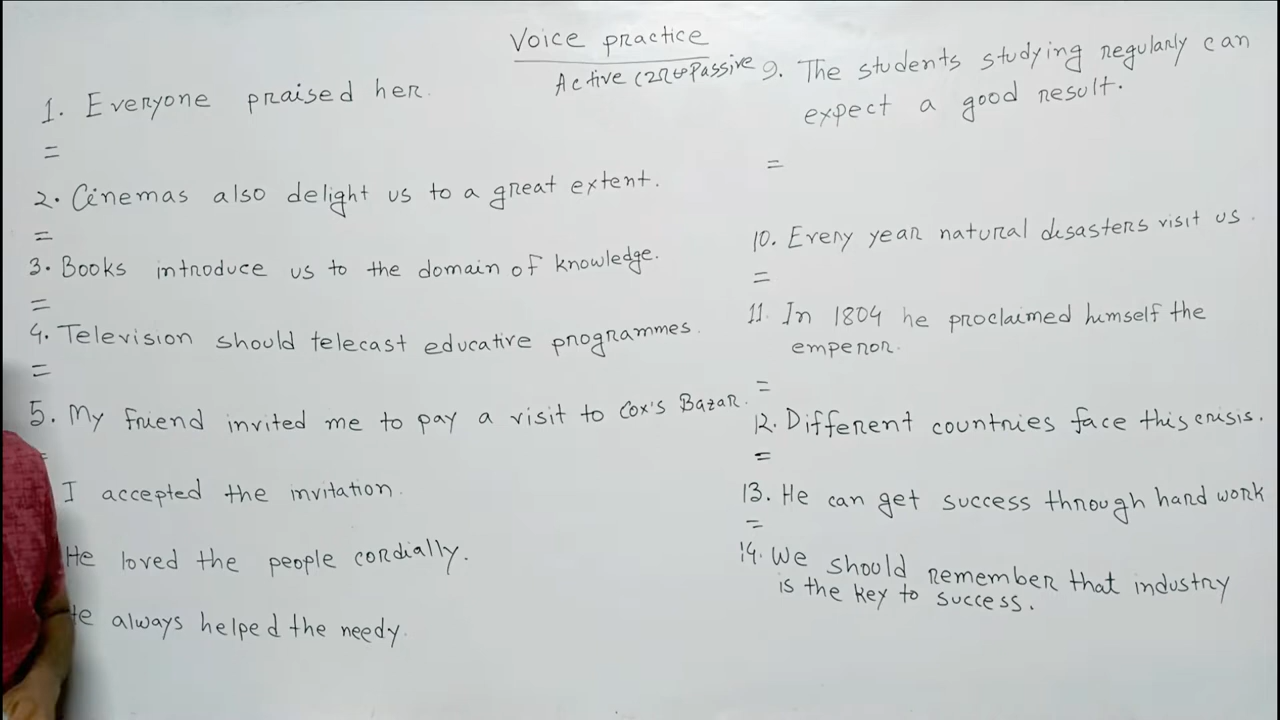 Voice practice
Active থেকে Passive
1. Everyone praised her.
=
2. Cinemas also delight us to a great extent.
=
3. Books introduce us to the domain of knowledge.
=
4. Television should telecast educative programmes.
=
5. My friend invited me to pay a visit to Cox's Bazar.
=
I accepted the invitation.
He loved the people cordially.
He always helped the needy.
9. The students studying regularly can
expect a good result.
=
10. Every year natural disasters visit us.
=
11. In 1804 he proclaimed himself the
emperor.
=
12. Different countries face this crisis.
=
13. He can get success through hard work
=
14. We should remember that industry
is the key to success.